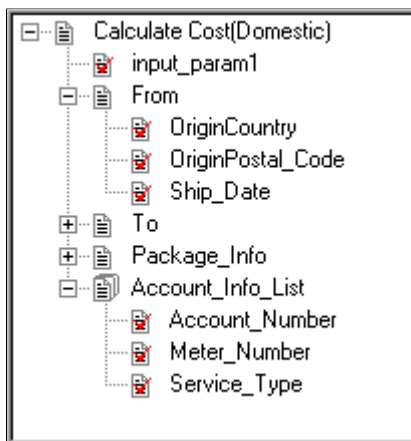 Calculate Cost(Domestic)
input_param1
From
OriginCountry
OriginPostal_Code
Ship_Date
To
Package_Info
Account_Info_List
Account_Number
Meter_Number
Service_Type